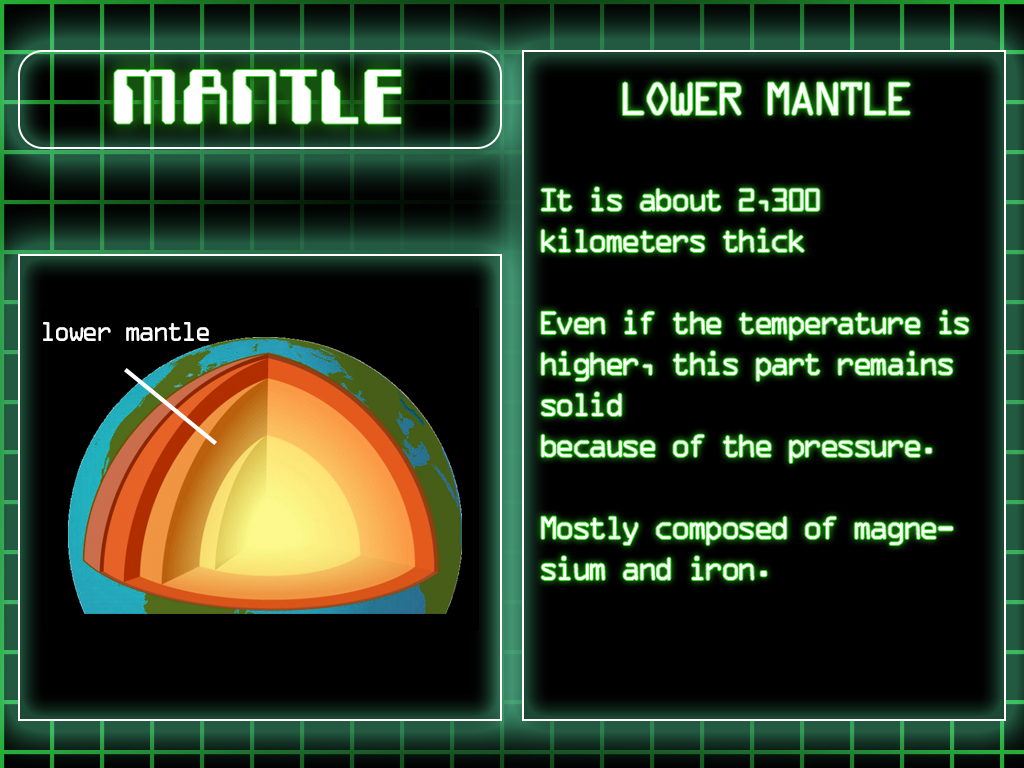 MANTLE
LOWER MANTLE
It is about 2,300
kilometers thick
Even if the temperature is
higher, this part remains
solid
because of the pressure.
Mostly composed of magne-
sium and iron.
lower mantle